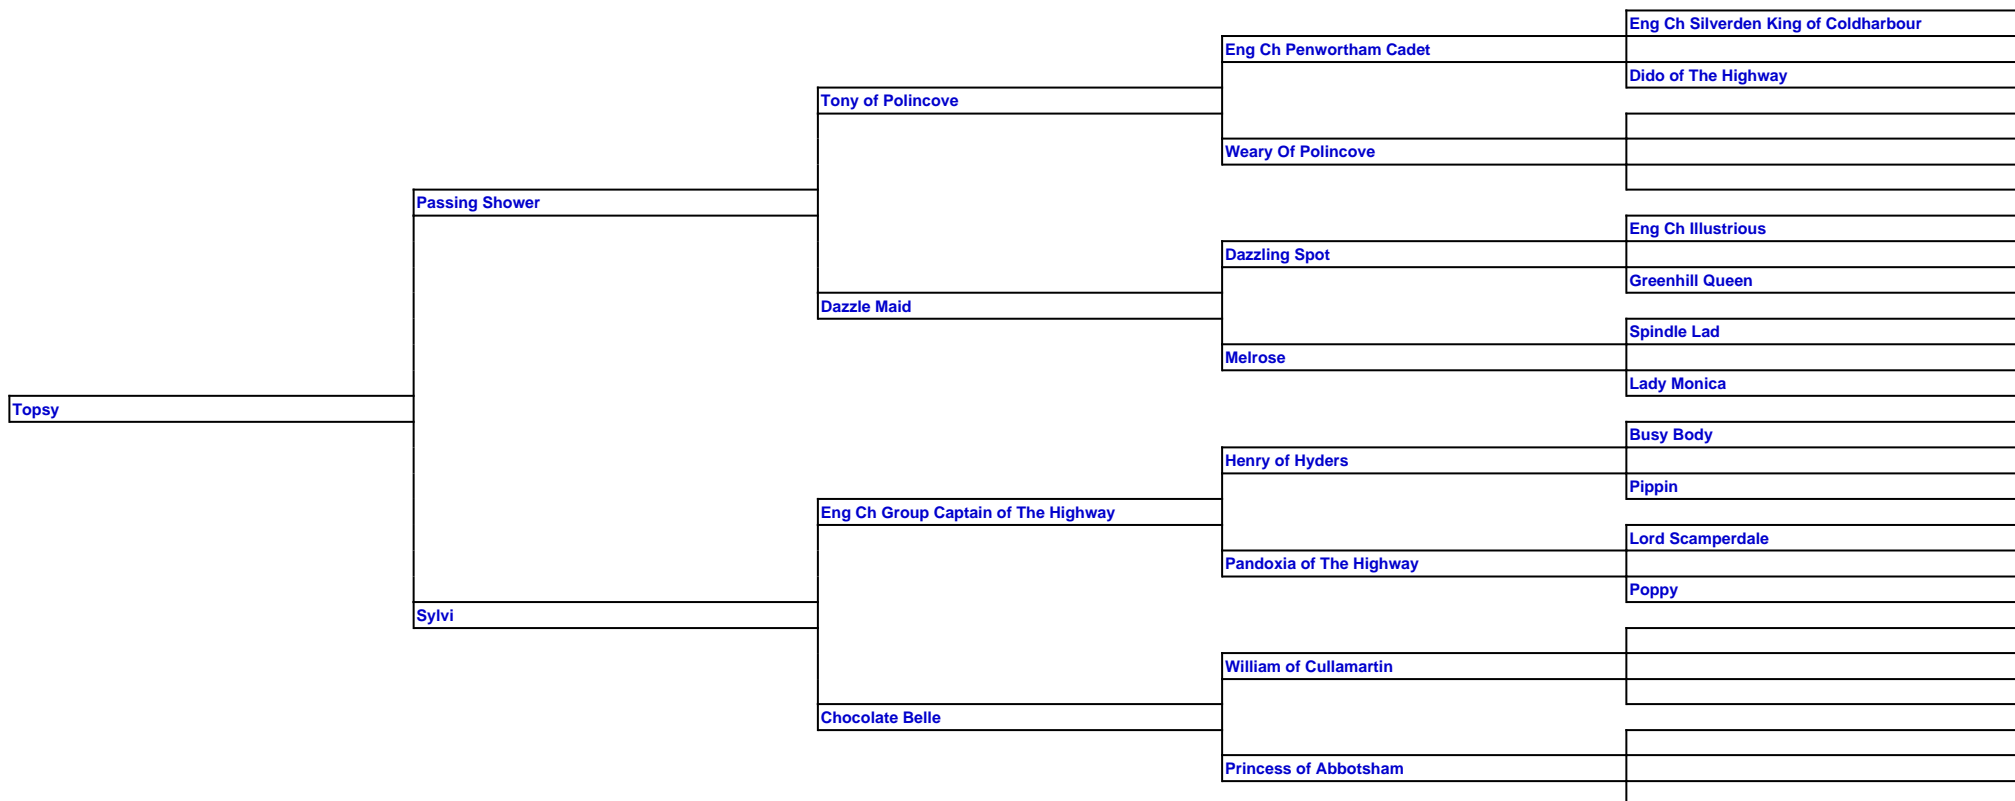 Eng Ch Silverden King of Coldharbour
Eng Ch Penwortham Cadet
Dido of The Highway
Tony of Polincove
Weary Of Polincove
Passing Shower
Eng Ch Illustrious
Dazzling Spot
Greenhill Queen
Dazzle Maid
Spindle Lad
Melrose
Lady Monica
Topsy
Busy Body
Henry of Hyders
Pippin
Eng Ch Group Captain of The Highway
Lord Scamperdale
Pandoxia of The Highway
Poppy
Sylvi
William of Cullamartin
Chocolate Belle
Princess of Abbotsham